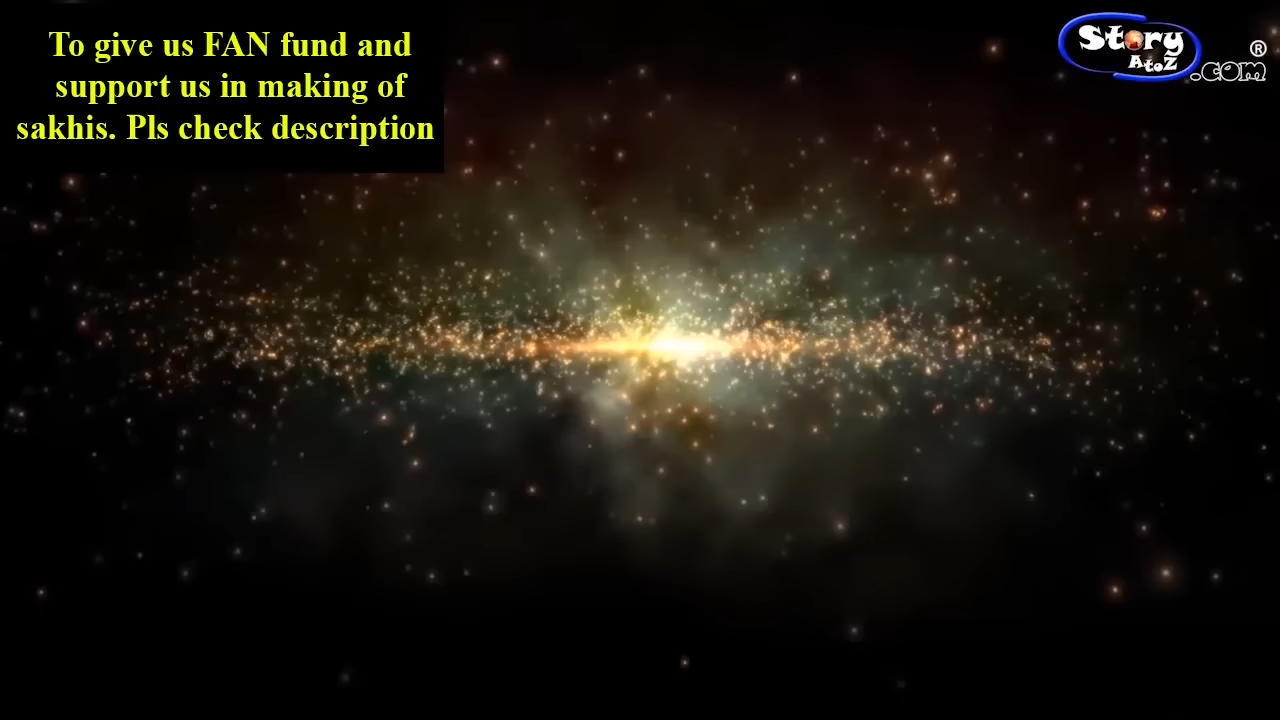 To give us FAN fund and
support us in making of
sakhis. Pls check description
Story
AtoZ
.com
®